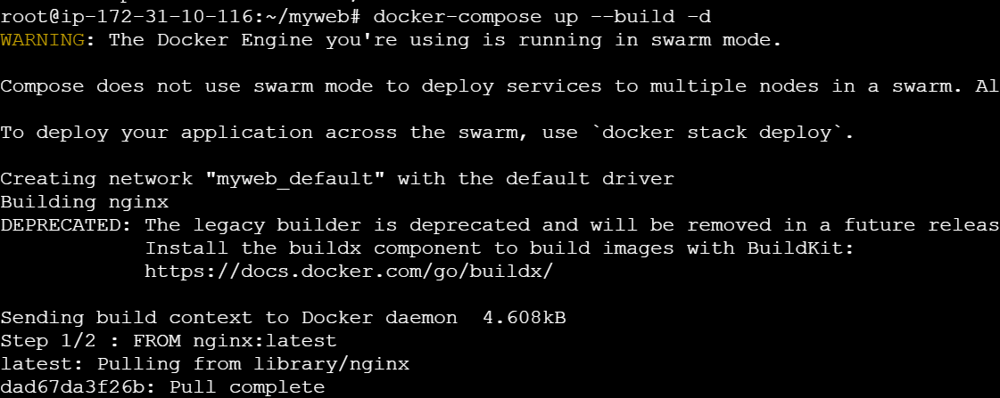 root@ip-172-31-10-116:~/myweb# docker-compose up --build -d
WARNING: The Docker Engine you're using is running in swarm mode.
Compose does not use swarm mode to deploy services to multiple nodes in a swarm. Al
To deploy your application across the swarm, use `docker stack deploy`.
Creating network "myweb_default" with the default driver
Building nginx
DEPRECATED: The legacy builder is deprecated and will be removed in a future releas
Install the buildx component to build images with BuildKit:
https://docs.docker.com/go/buildx/
Sending build context to Docker daemon  4.608kB
Step 1/2 : FROM nginx:latest
latest: Pulling from library/nginx
dad67da3f26b: Pull complete